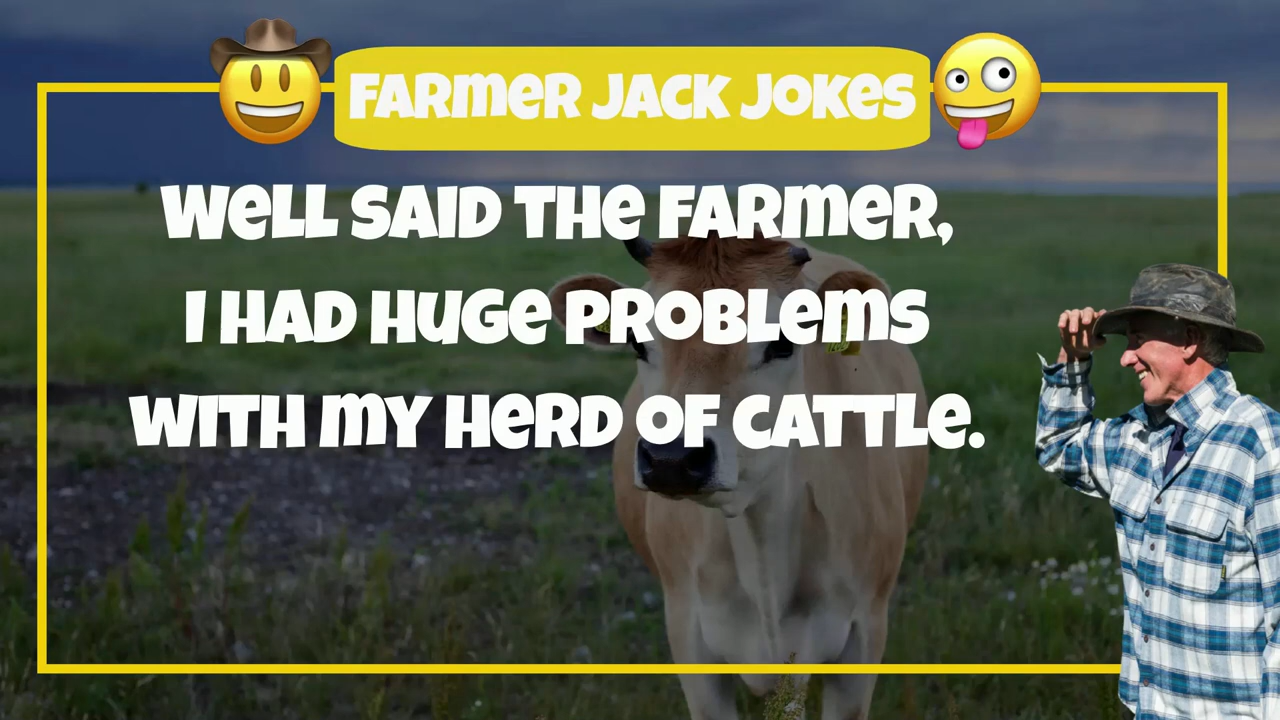 FARMER JACK JOKES
WELL SAID THE FARMER,
I HAD HUGE PROBLEMS
WITH MY HERD OF CATTLE.